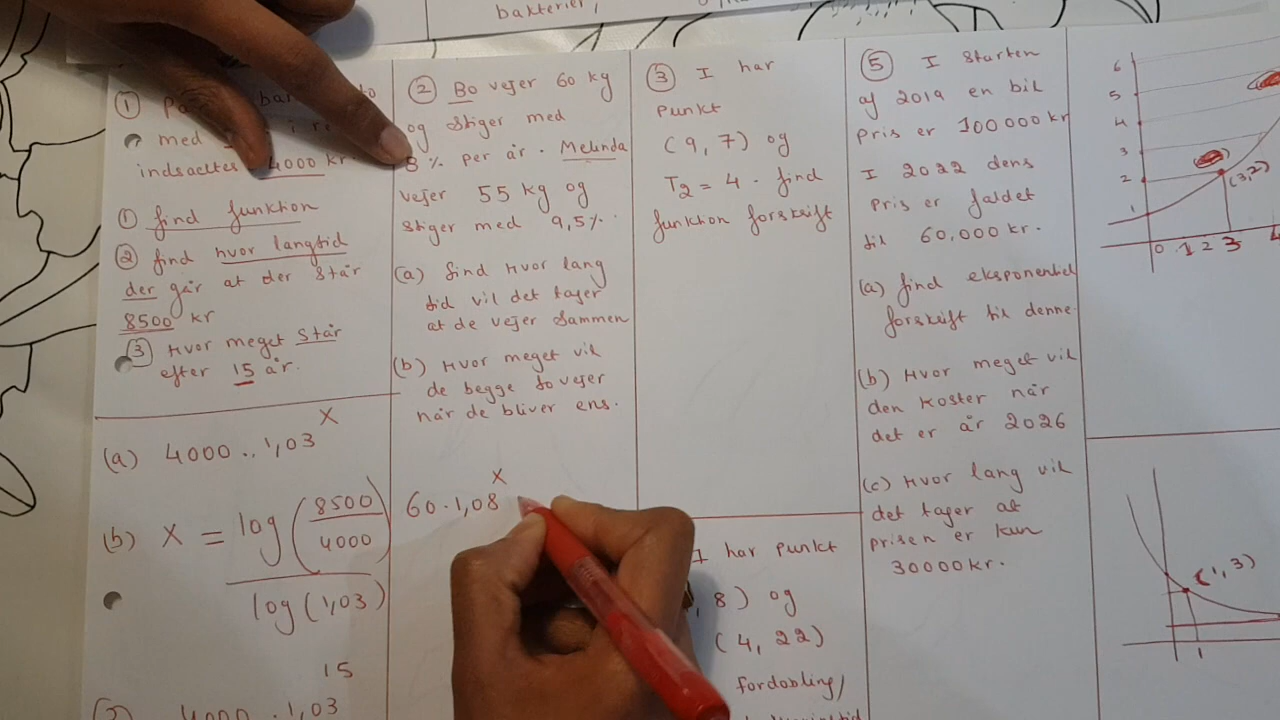 bakterier,
①
med
indsættes 4000 kr.
① find funktion
② find hvor langtid
der går at der står
8500 kr
③ Hvor meget står
efter 15 år.
(a) 4000 . 1,03^x
(b) x = log(8500/4000)
log(1,03)
15
4000 . 1,03
② Bo vejer 60 kg
og stiger med
8% per år. Melinda
vejer 55 kg og
stiger med 9,5%.
(a) find Hvor lang
tid vil det tager
at de vejer sammen
(b) Hvor meget vil
de begge to vejer
når de bliver ens.
60 . 1,08^x
③ I har
punkt
(9, 7) og
T₂ = 4. find
funktion forskrift
I har punkt
, 8) og
(4, 22)
fordobling/
⑤ I starten
af 2019 en bil
pris er 100000 kr
I 2022 dens
pris er faldet
til 60,000 kr.
(a) find eksponentiel
forskrift til denne
(b) Hvor meget vil
den koster når
det er år 2026
(c) Hvor lang vil
det tager at
prisen er kun
30000 kr.
6
5
4
3
2
1
(3,2)
0 1 2 3
(1, 3)
1